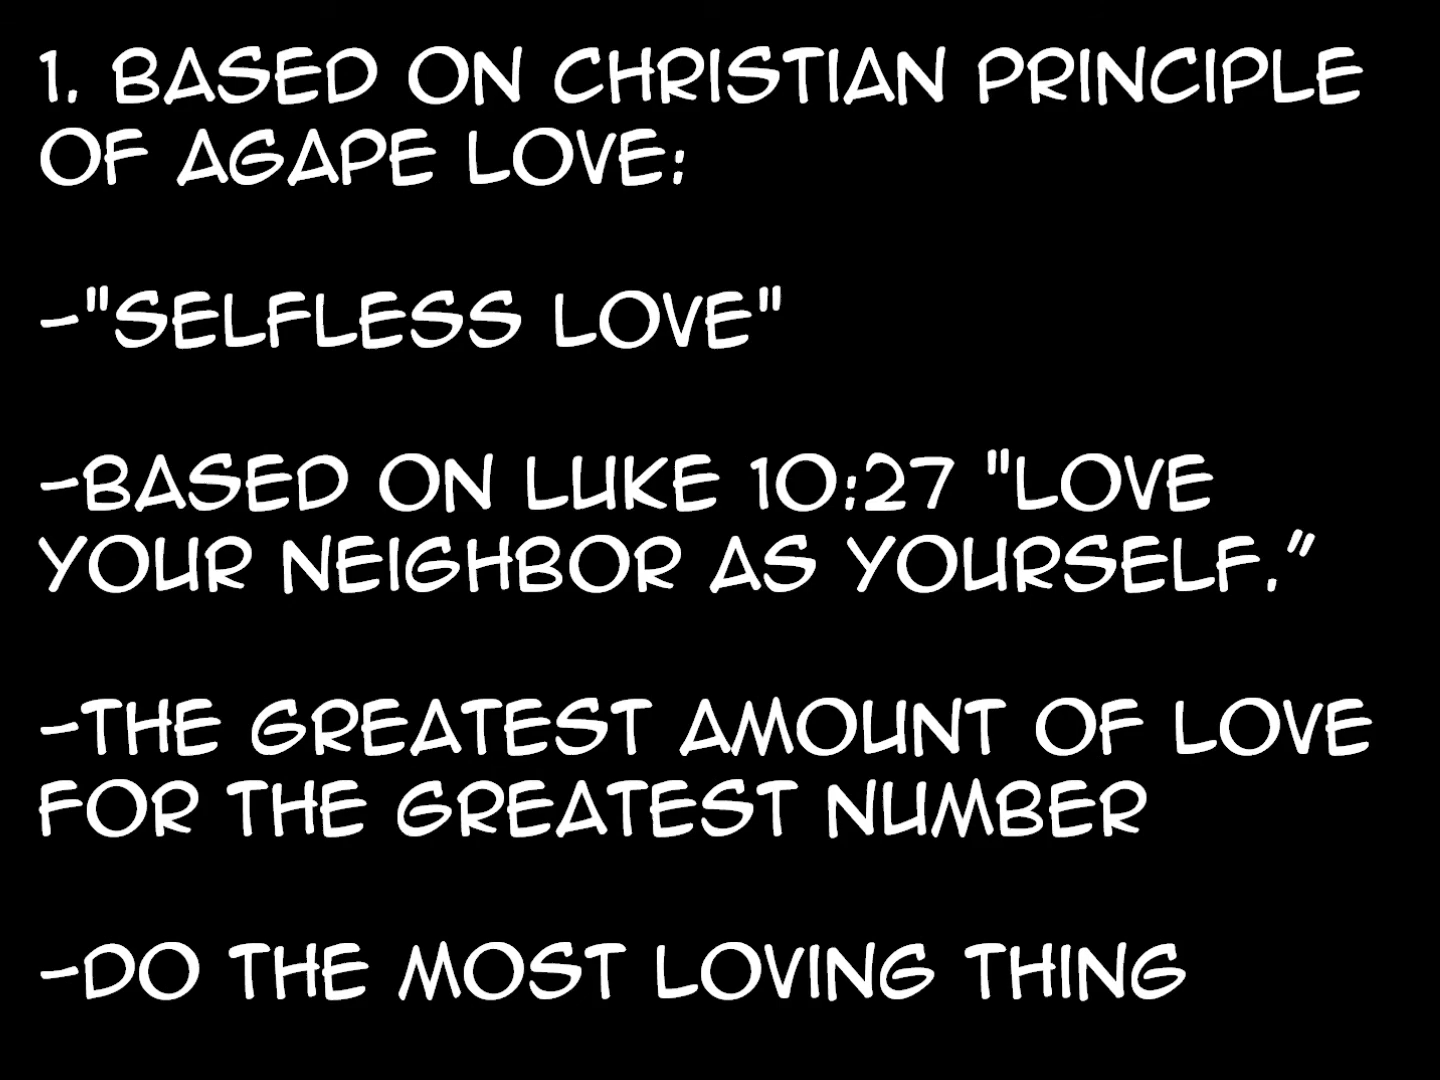 1. BASED ON CHRISTIAN PRINCIPLE
OF AGAPE LOVE:
-"SELFLESS LOVE"
-BASED ON LUKE 10:27 "LOVE
YOUR NEIGHBOR AS YOURSELF."
-THE GREATEST AMOUNT OF LOVE
FOR THE GREATEST NUMBER
-DO THE MOST LOVING THING